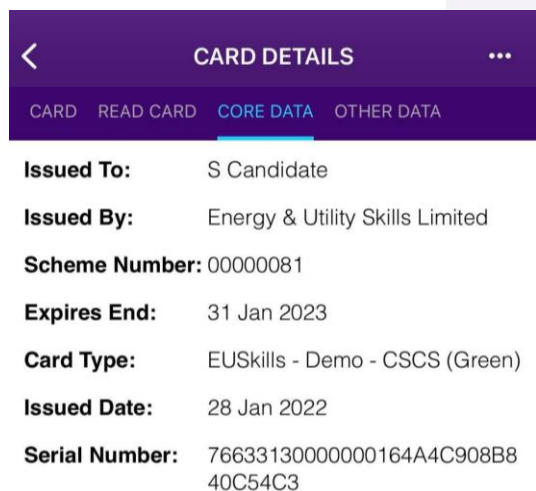 CARD DETAILS
CARD READ CARD CORE DATA OTHER DATA
Issued To: S Candidate
Issued By: Energy & Utility Skills Limited
Scheme Number: 00000081
Expires End: 31 Jan 2023
Card Type: EUSkills - Demo - CSCS (Green)
Issued Date: 28 Jan 2022
Serial Number: 76633130000000164A4C908B8
40C54C3